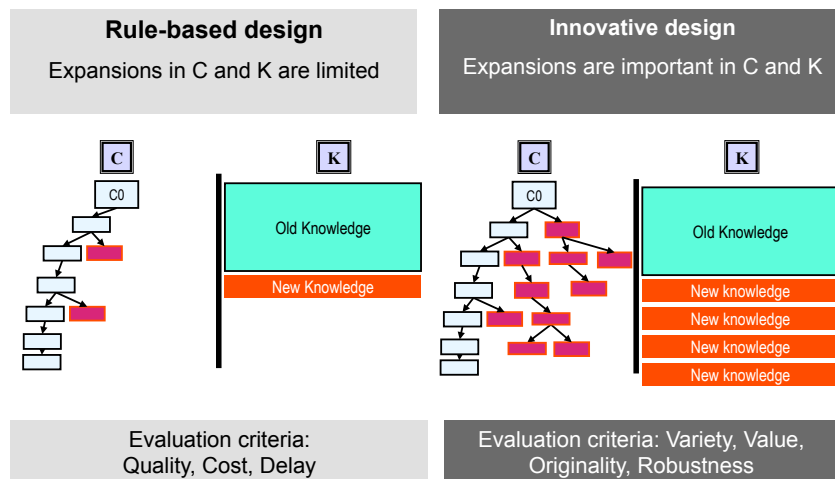 Rule-based design
Expansions in C and K are limited
C
K
C0
Old Knowledge
New Knowledge
Evaluation criteria:
Quality, Cost, Delay
Innovative design
Expansions are important in C and K
C
K
C0
Old Knowledge
New knowledge
New knowledge
New knowledge
New knowledge
Evaluation criteria: Variety, Value,
Originality, Robustness